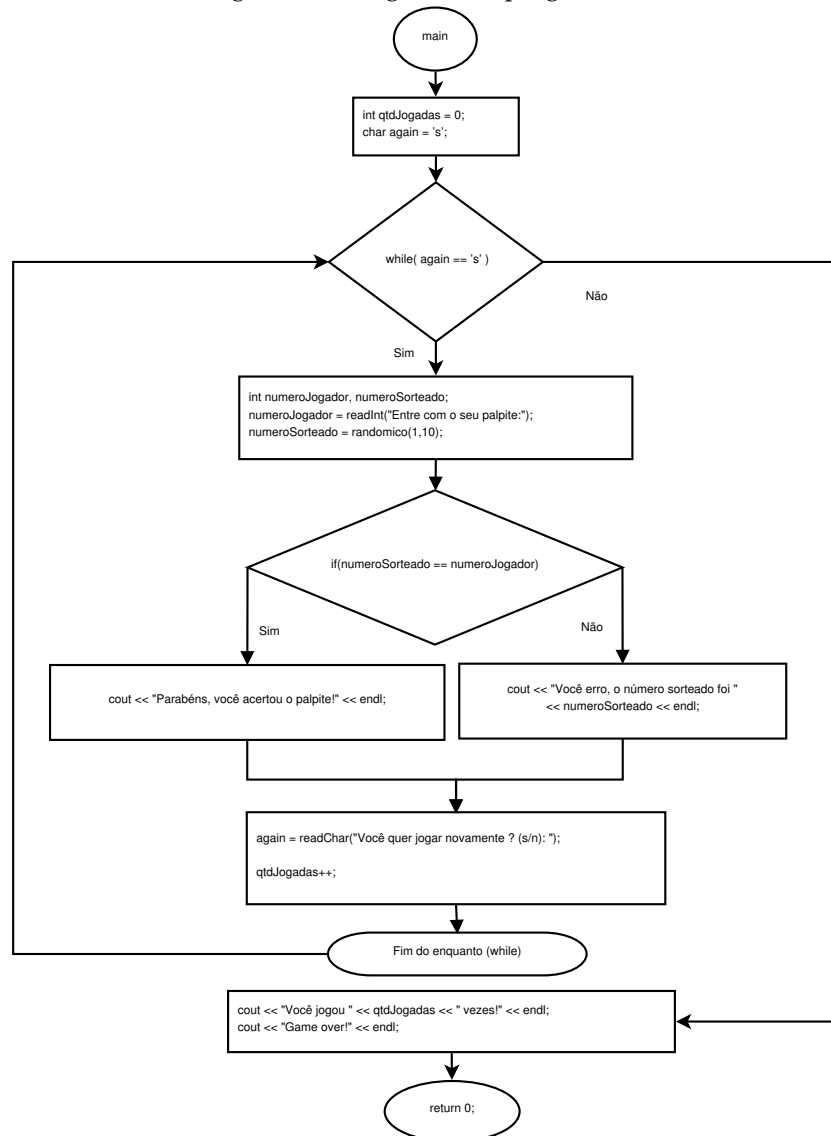 main
int qtdJogadas = 0;
char again = 's';
while( again == 's' )
Não
Sim
int numeroJogador, numeroSorteado;
numeroJogador = readInt("Entre com o seu palpite:");
numeroSorteado = randomico(1,10);
if(numeroSorteado == numeroJogador)
Sim
Não
cout << "Parabéns, você acertou o palpite!" << endl;
cout << "Você erro, o número sorteado foi "
<< numeroSorteado << endl;
again = readChar("Você quer jogar novamente ? (s/n): ");
qtdJogadas++;
Fim do enquanto (while)
cout << "Você jogou " << qtdJogadas << " vezes!" << endl;
cout << "Game over!" << endl;
return 0;